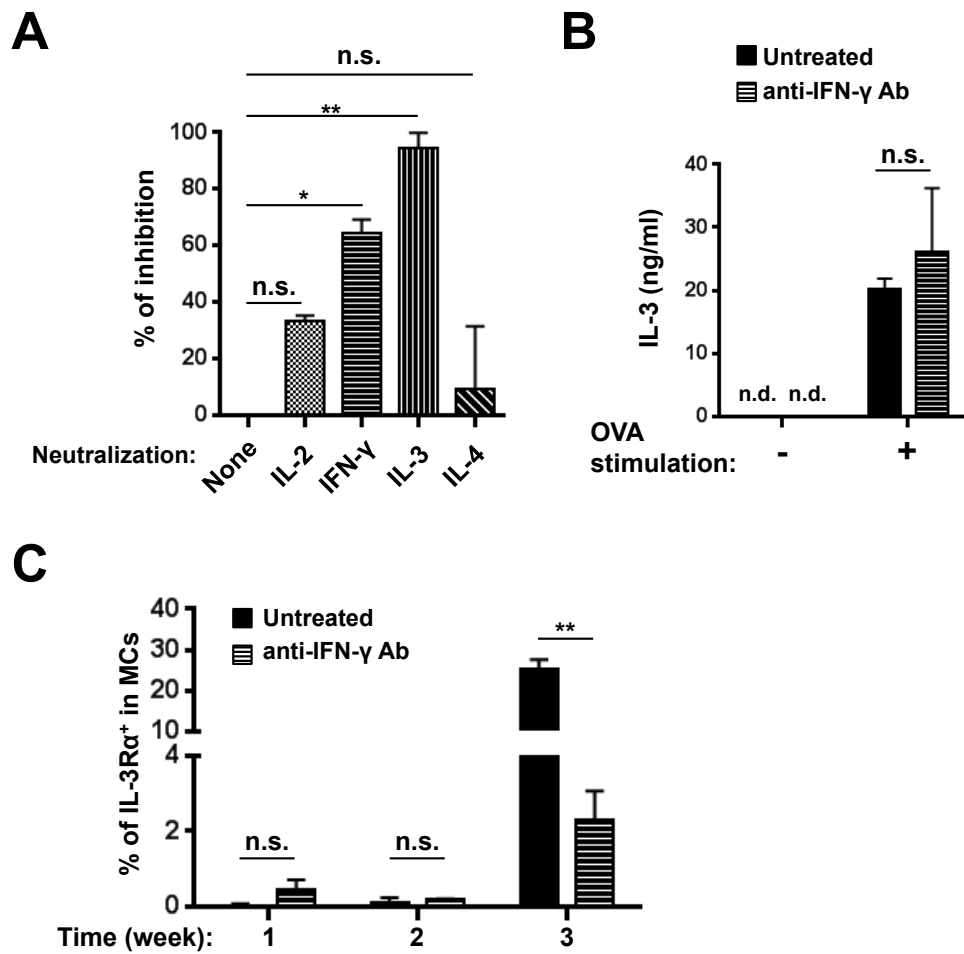 A
n.s.
**
*
n.s.
% of inhibition
100
80
60
40
20
0
Neutralization:
None
IL-2
IFN-γ
IL-3
IL-4
B
Untreated
anti-IFN-γ Ab
n.s.
IL-3 (ng/ml)
40
30
20
10
0
n.d. n.d.
OVA
stimulation: - +
C
Untreated
anti-IFN-γ Ab
**
n.s.
n.s.
% of IL-3Rα⁺ in MCs
40
30
20
10
4
2
0
Time (week): 1 2 3